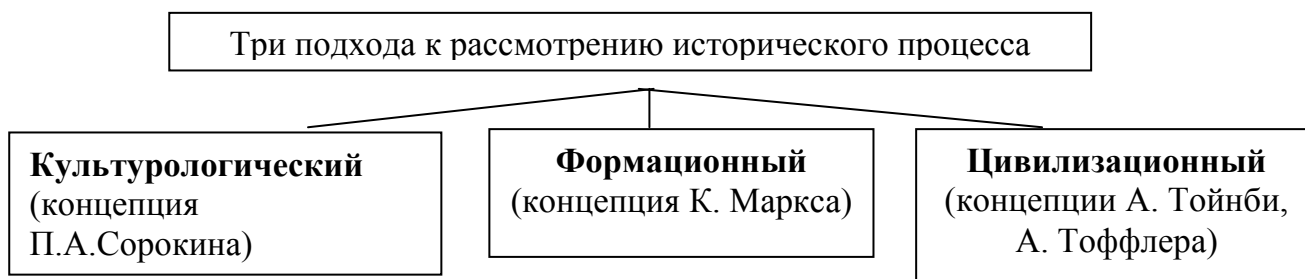 Три подхода к рассмотрению исторического процесса
Культурологический
(концепция
П.А.Сорокина)
Формационный
(концепция К. Маркса)
Цивилизационный
(концепции А. Тойнби,
А. Тоффлера)